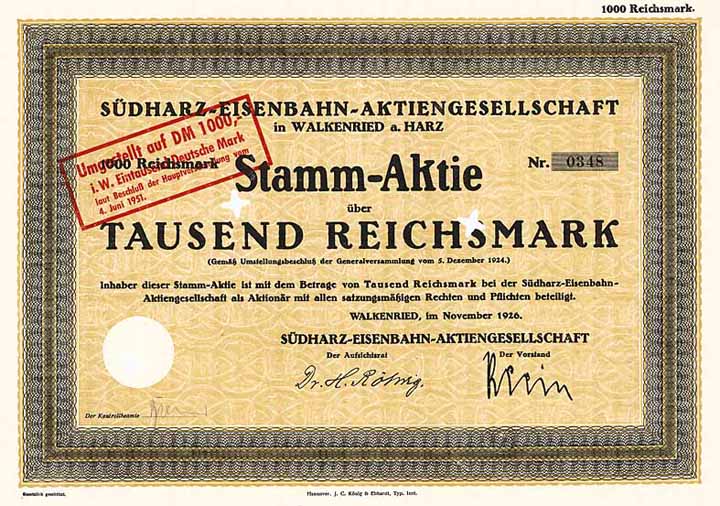 1000 Reichsmark.
SÜDHARZ-EISENBAHN-AKTIENGESELLSCHAFT
in WALKENRIED a. HARZ
Umgestellt auf DM 1000,-
i. W. Eintausend Deutsche Mark
laut Beschluß der Hauptversammlung vom
4. Juni 1951.
1000 Reichsmark
Stamm-Aktie
Nr. 0348
über
TAUSEND REICHSMARK
(Gemäß Umstellungsbeschluß der Generalversammlung vom 5. Dezember 1924.)
Inhaber dieser Stamm-Aktie ist mit dem Betrage von Tausend Reichsmark bei der Südharz-Eisenbahn-
Aktiengesellschaft als Aktionär mit allen satzungsmäßigen Rechten und Pflichten beteiligt.
WALKENRIED, im November 1926.
SÜDHARZ-EISENBAHN-AKTIENGESELLSCHAFT
Der Aufsichtsrat
Der Vorstand
Dr. H. Röhrig.
Klein
Der Kontrollbeamte
Gesetzlich geschützt.
Hannover, J. C. König & Ebhardt, Typ. Inst.